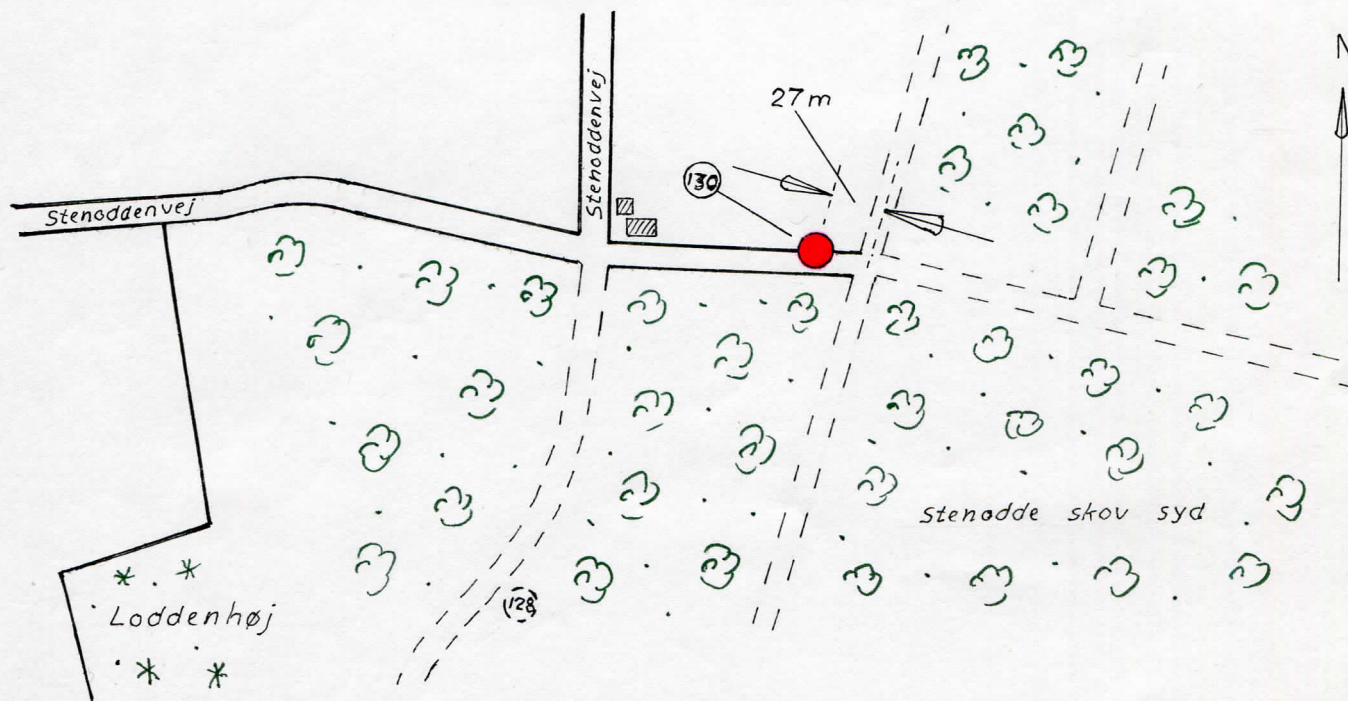 N
27m
Stenoddenvej
130
Stenoddenvej
Stenodde skov syd
128
Loddenhøj